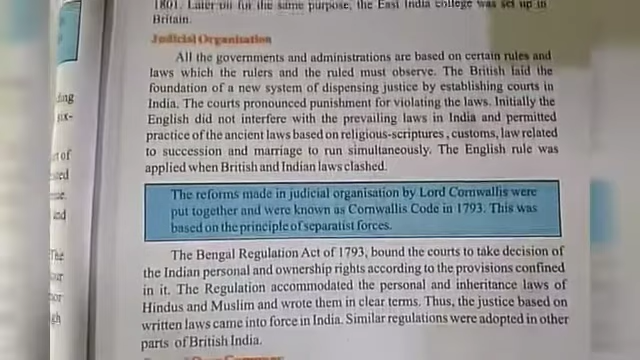 1801. Later on for the same purpose, the East India college was set up in
Britain.
Judicial Organisation
All the governments and administrations are based on certain rules and
laws which the rulers and the ruled must observe. The British laid the
foundation of a new system of dispensing justice by establishing courts in
India. The courts pronounced punishment for violating the laws. Initially the
English did not interfere with the prevailing laws in India and permitted
practice of the ancient laws based on religious-scriptures, customs, law related
to succession and marriage to run simultaneously. The English rule was
applied when British and Indian laws clashed.
The reforms made in judicial organisation by Lord Cornwallis were
put together and were known as Cornwallis Code in 1793. This was
based on the principle of separatist forces.
The Bengal Regulation Act of 1793, bound the courts to take decision of
the Indian personal and ownership rights according to the provisions confined
in it. The Regulation accommodated the personal and inheritance laws of
Hindus and Muslim and wrote them in clear terms. Thus, the justice based on
written laws came into force in India. Similar regulations were adopted in other
parts of British India.